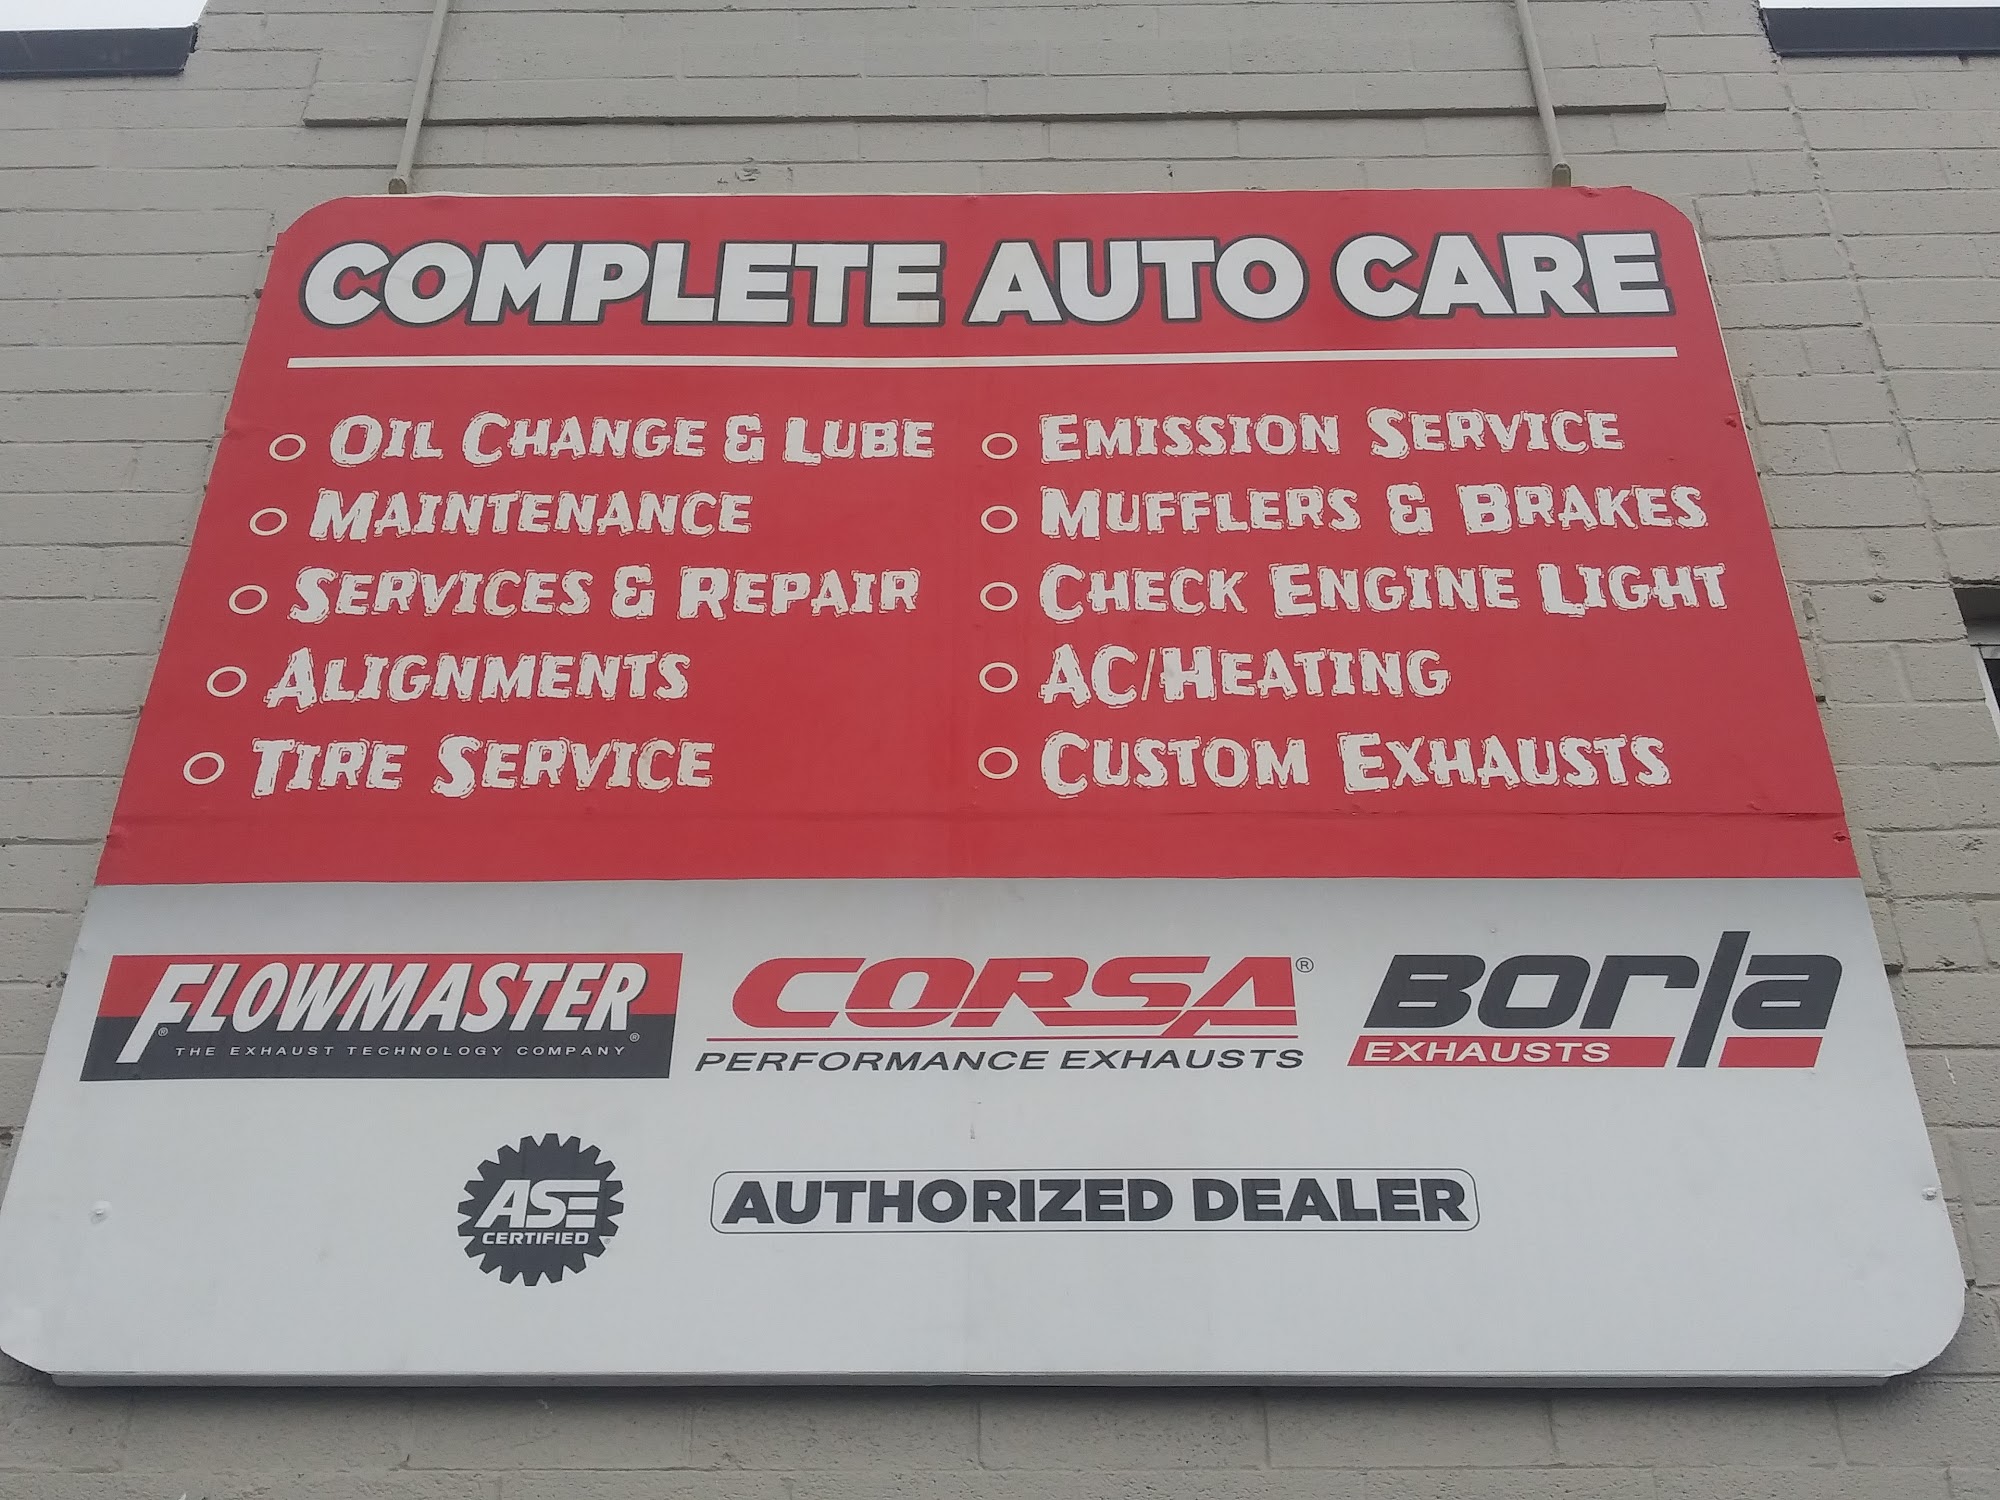 COMPLETE AUTO CARE
OIL CHANGE & LUBE
MAINTENANCE
SERVICES & REPAIR
ALIGNMENTS
TIRE SERVICE
EMISSION SERVICE
MUFFLERS & BRAKES
CHECK ENGINE LIGHT
AC/HEATING
CUSTOM EXHAUSTS
FLOWMASTER®
THE EXHAUST TECHNOLOGY COMPANY
CORSA®
PERFORMANCE EXHAUSTS
BORLA
EXHAUSTS
ASE
CERTIFIED
AUTHORIZED DEALER